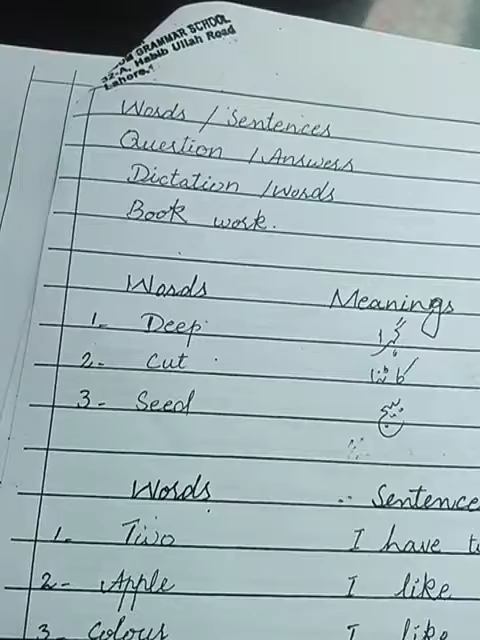 GRAMMAR SCHOOL
32-A, Habib Ullah Road
Lahore.
Words / Sentences
Question / Answers
Dictation / Words
Book work.
Words Meanings
1- Deep گہرا
2- Cut کاٹنا
3- Seed بیج
Words Sentence
1- Two I have
2- Apple I like
3- Colour I like